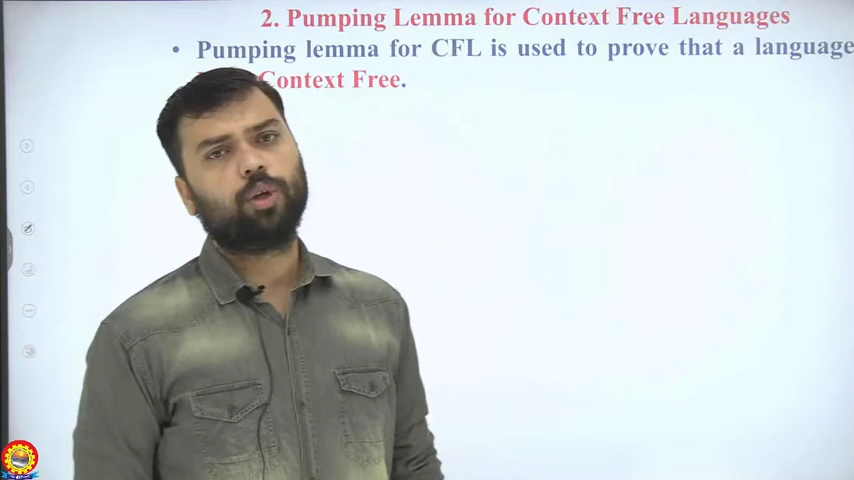 2. Pumping Lemma for Context Free Languages
• Pumping lemma for CFL is used to prove that a language
Context Free.